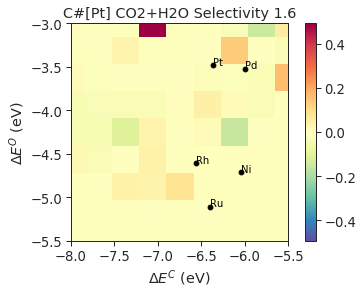 C#[Pt] CO2+H2O Selectivity 1.6
−3.0
−3.5
−4.0
−4.5
−5.0
−5.5
ΔE^O (eV)
Pt
Pd
Rh
Ni
Ru
−8.0 −7.5 −7.0 −6.5 −6.0 −5.5
ΔE^C (eV)
0.4
0.2
0.0
−0.2
−0.4